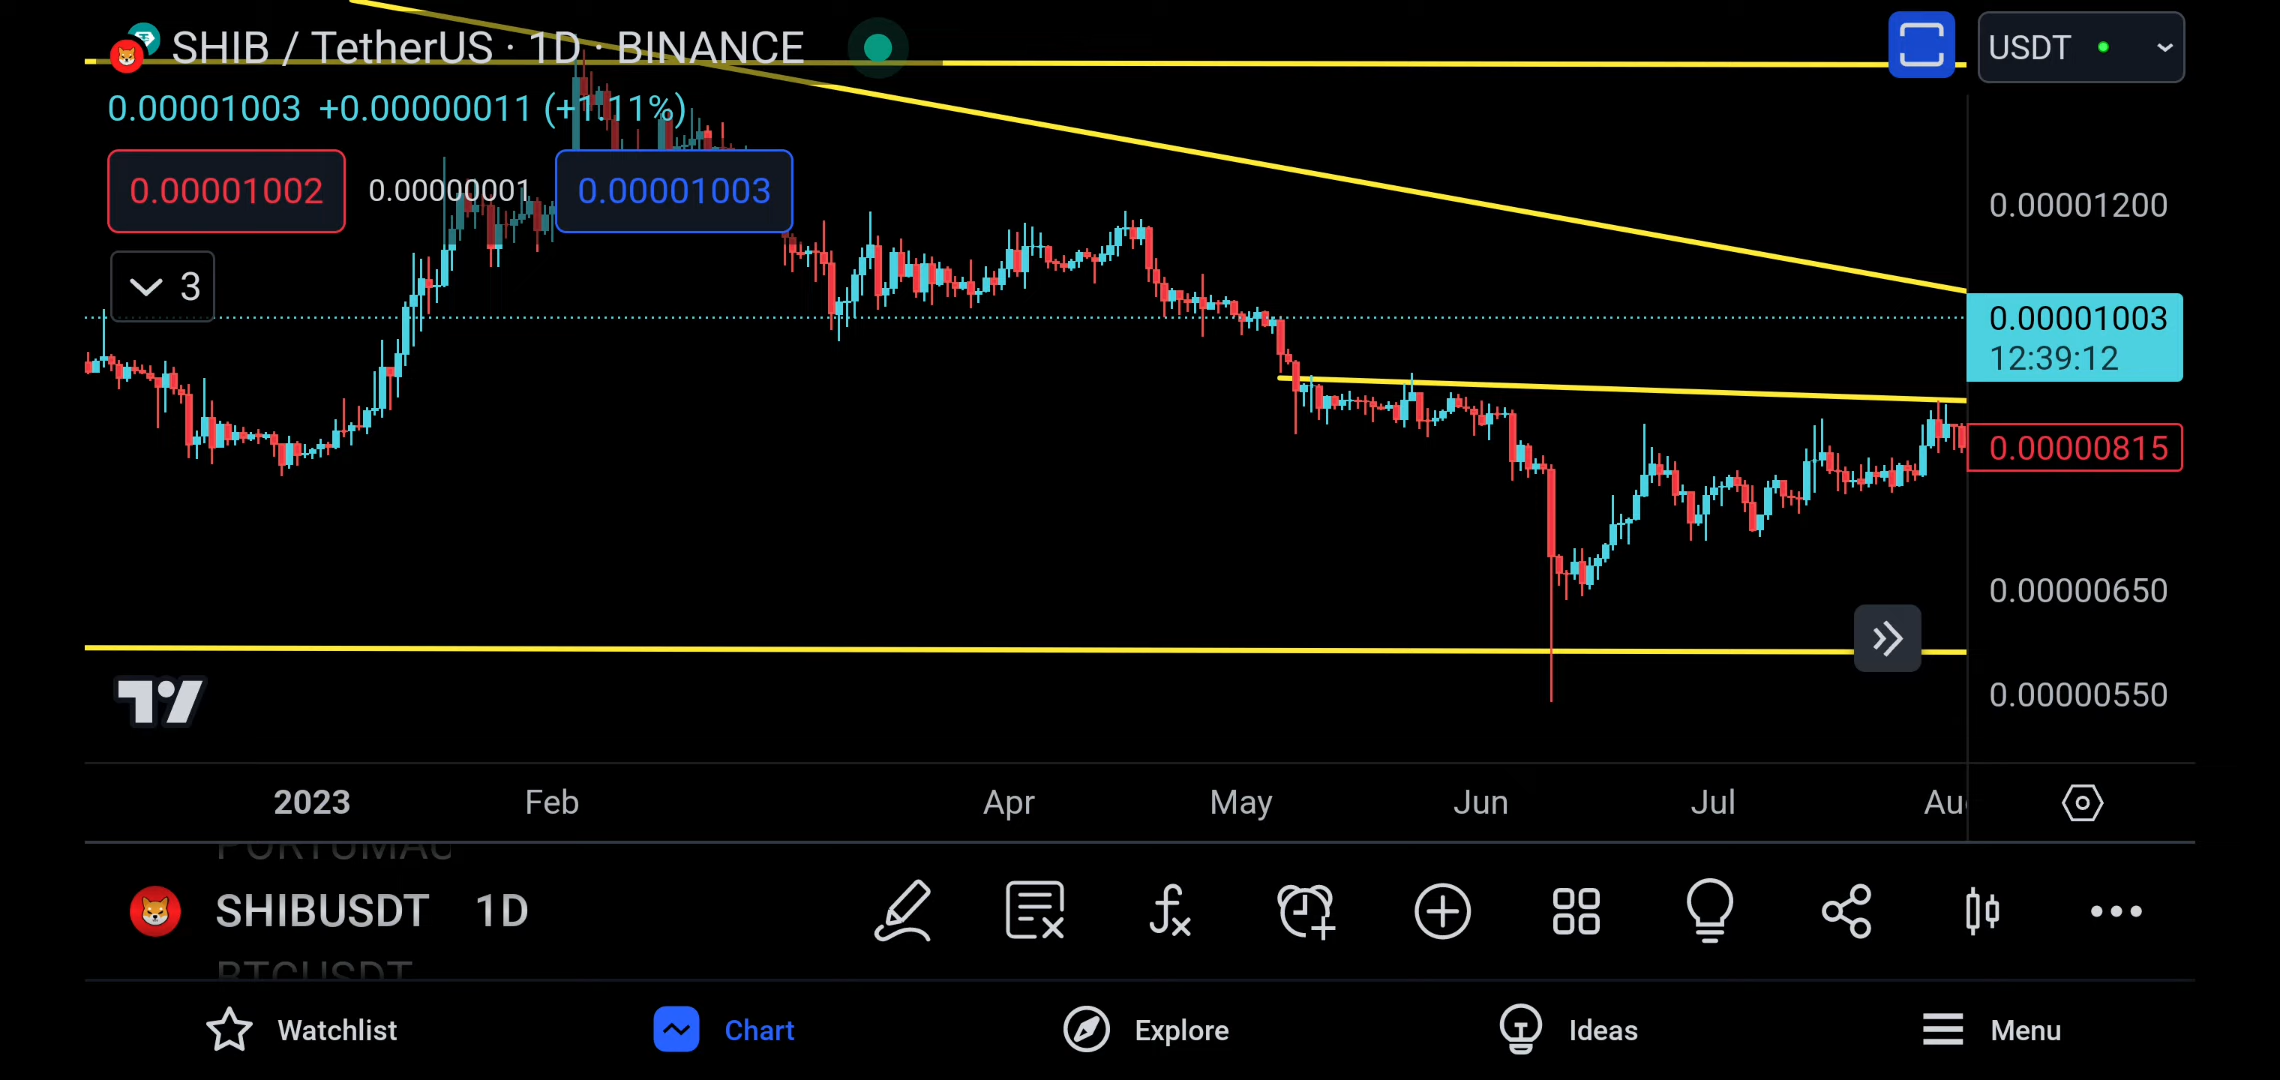 SHIB / TetherUS · 1D · BINANCE
USDT
0.00001003 +0.00000011 (+1.11%)
0.00001002 0.00000001 0.00001003
3
0.00001200
0.00001003
12:39:12
0.00000815
0.00000650
0.00000550
2023 Feb Apr May Jun Jul Au
SHIBUSDT 1D
BTCUSDT
Watchlist Chart Explore Ideas Menu